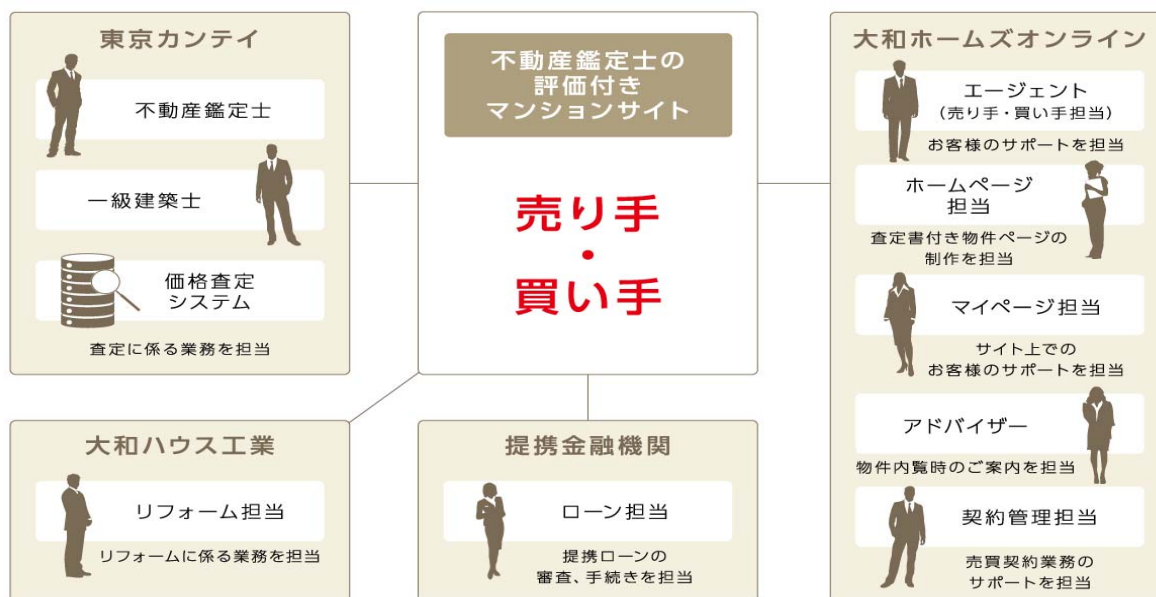 東京カンテイ
不動産鑑定士
一級建築士
価格査定
システム
査定に係る業務を担当
不動産鑑定士の
評価付き
マンションサイト
売り手
・
買い手
大和ホームズオンライン
エージェント
(売り手・買い手担当)
お客様のサポートを担当
ホームページ
担当
査定書付き物件ページの
制作を担当
マイページ担当
サイト上での
お客様のサポートを担当
アドバイザー
物件内覧時のご案内を担当
契約管理担当
売買契約業務の
サポートを担当
大和ハウス工業
リフォーム担当
リフォームに係る業務を担当
提携金融機関
ローン担当
提携ローンの
審査、手続きを担当